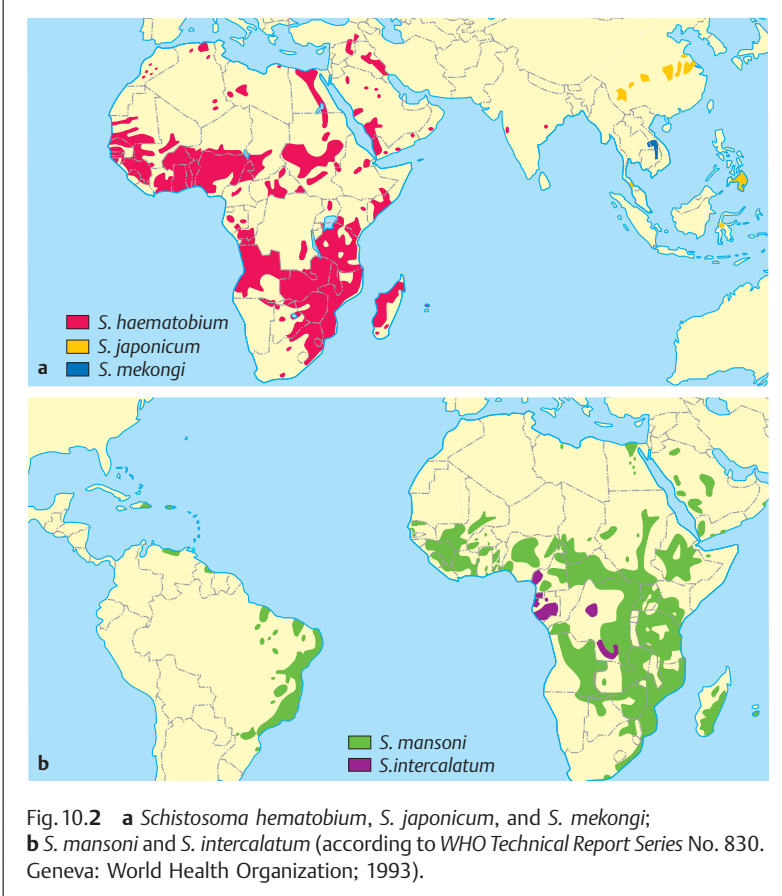 S. haematobium
S. japonicum
a S. mekongi
S. mansoni
b S.intercalatum
Fig. 10.2 a Schistosoma hematobium, S. japonicum, and S. mekongi;
b S. mansoni and S. intercalatum (according to WHO Technical Report Series No. 830.
Geneva: World Health Organization; 1993).